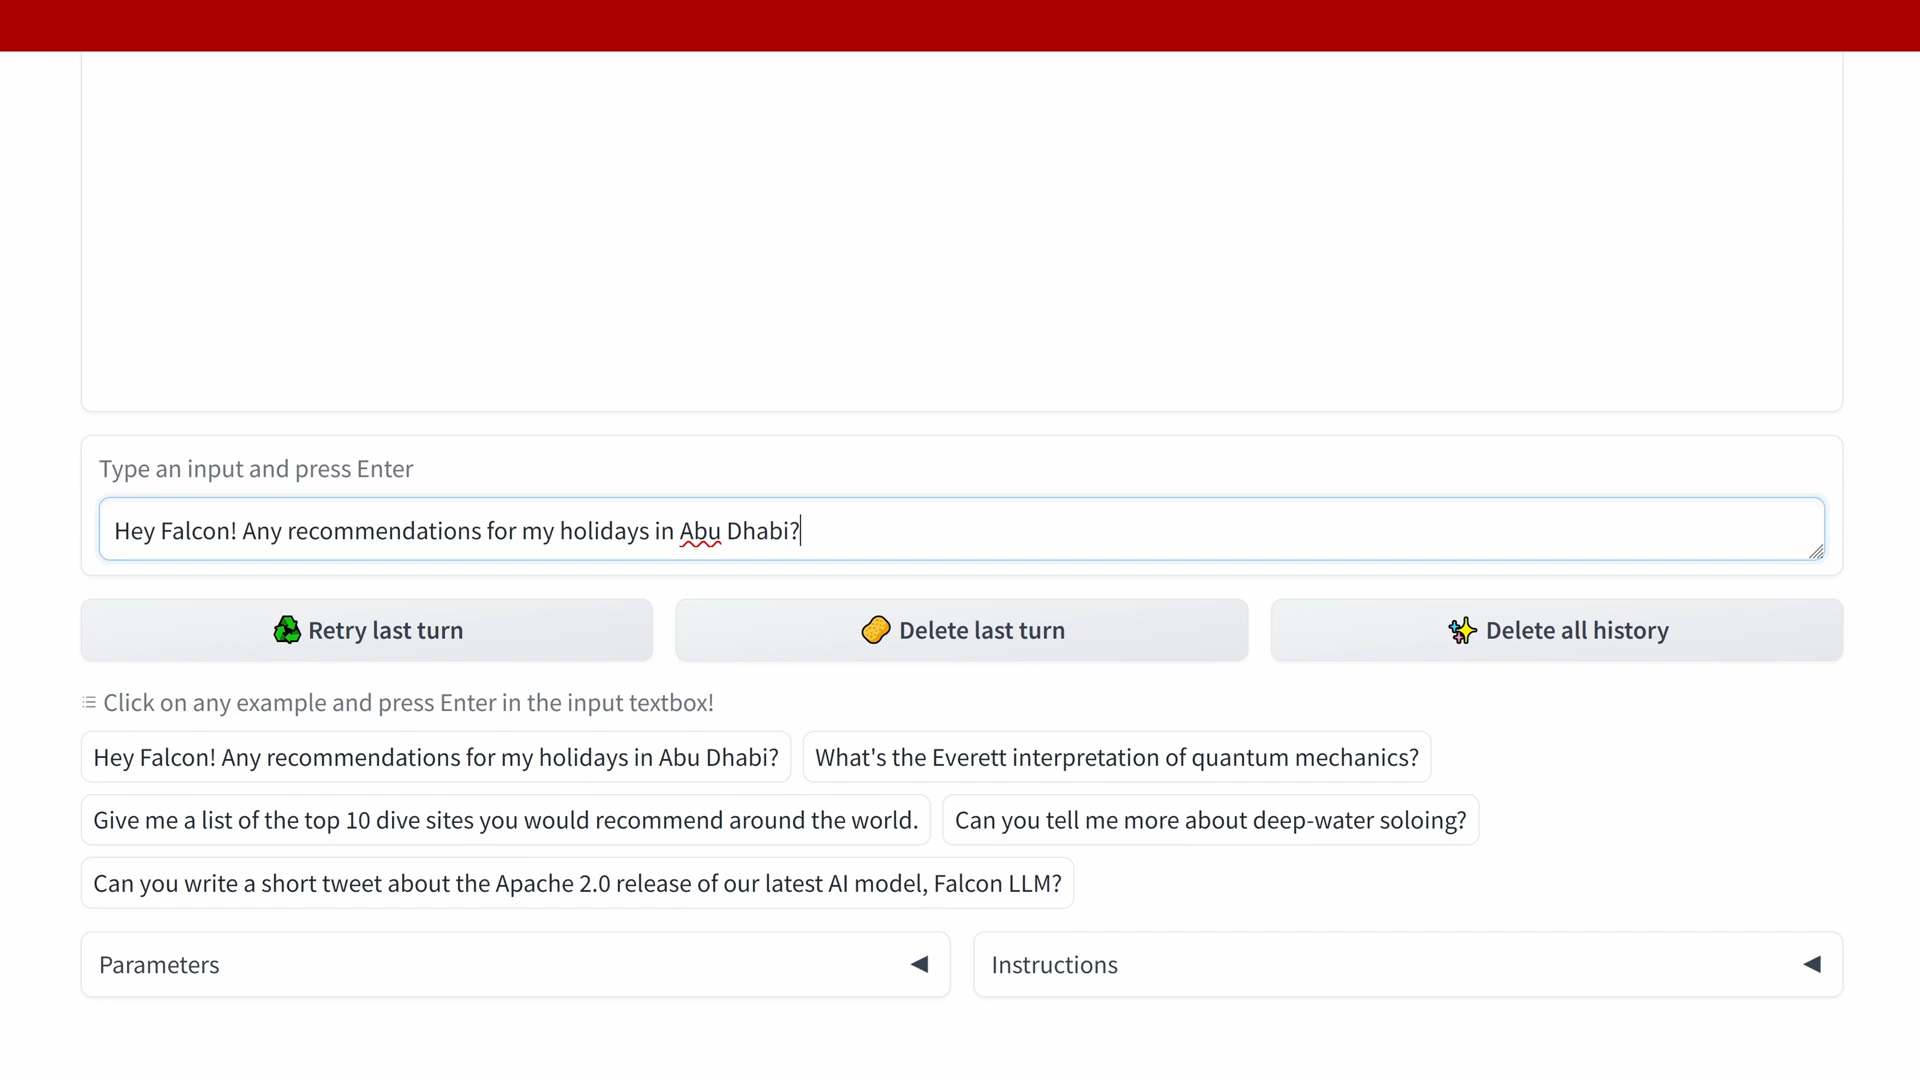 Type an input and press Enter
Hey Falcon! Any recommendations for my holidays in Abu Dhabi?
Retry last turn
Delete last turn
Delete all history
Click on any example and press Enter in the input textbox!
Hey Falcon! Any recommendations for my holidays in Abu Dhabi?
What's the Everett interpretation of quantum mechanics?
Give me a list of the top 10 dive sites you would recommend around the world.
Can you tell me more about deep-water soloing?
Can you write a short tweet about the Apache 2.0 release of our latest AI model, Falcon LLM?
Parameters
Instructions